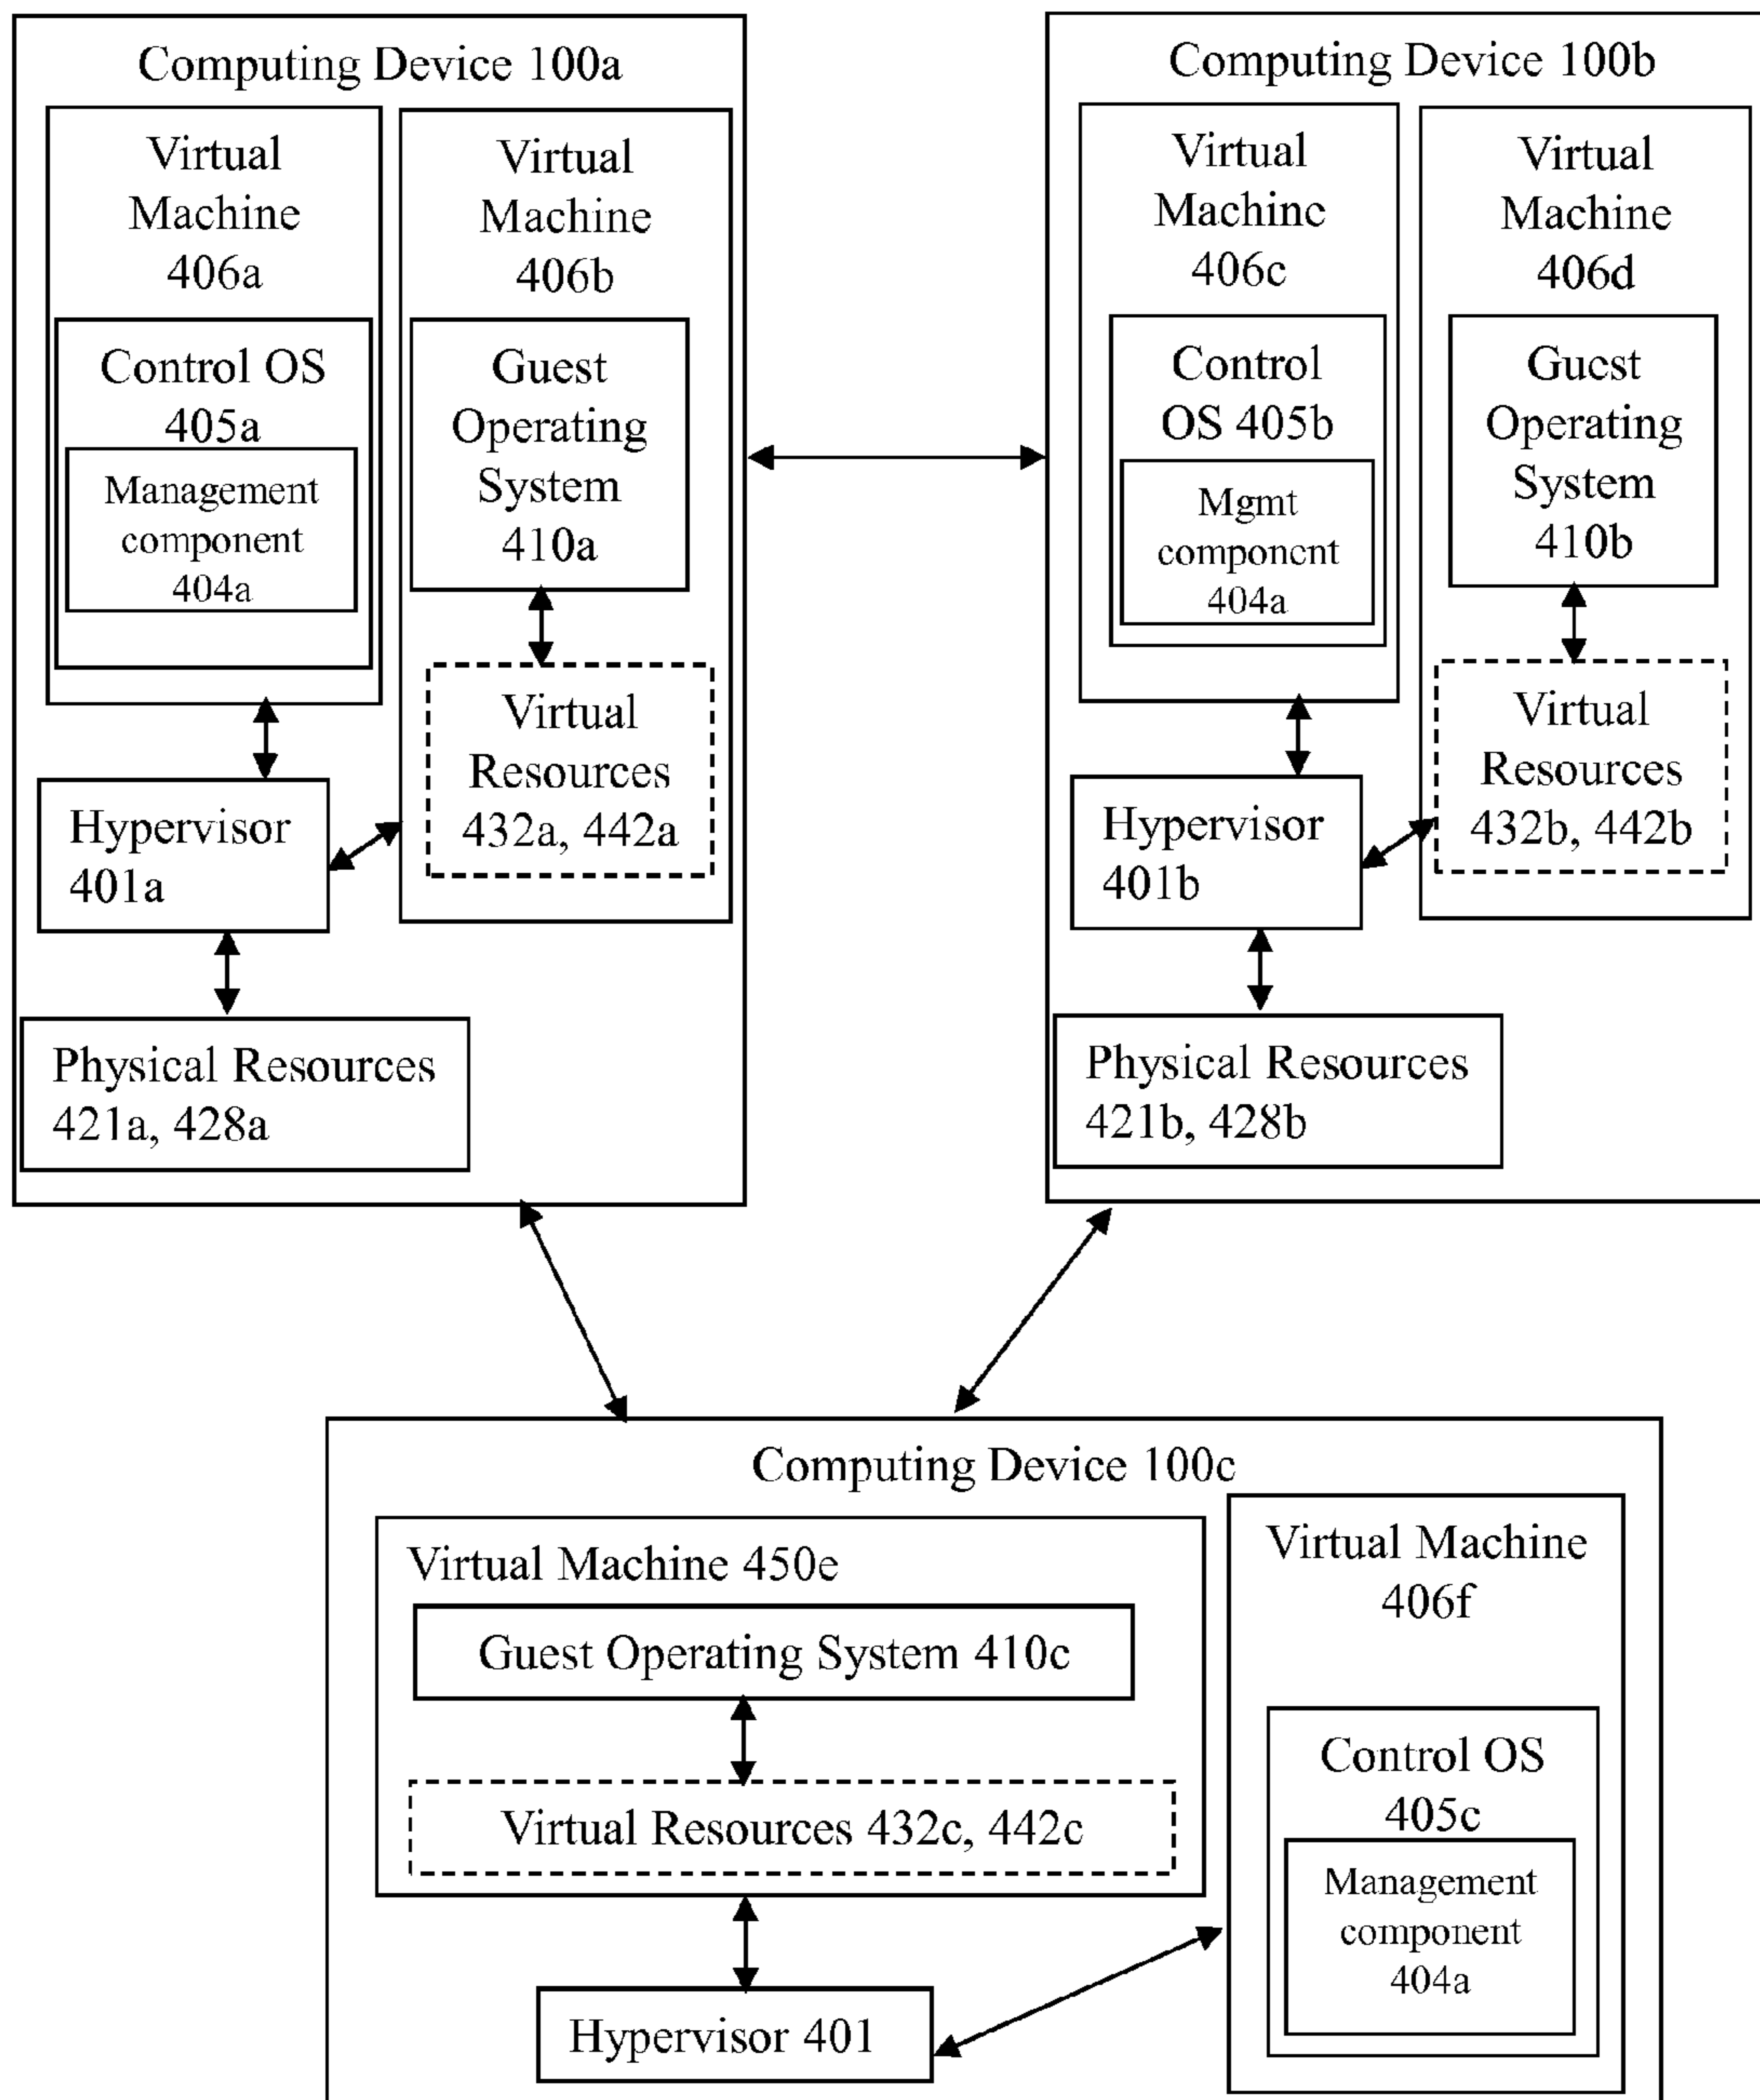 Computing Device 100a
Virtual
Machine
406a
Control OS
405a
Management
component
404a
Virtual
Machine
406b
Guest
Operating
System
410a
Virtual
Resources
432a, 442a
Hypervisor
401a
Physical Resources
421a, 428a
Computing Device 100b
Virtual
Machine
406c
Control
OS 405b
Mgmt
component
404a
Virtual
Machine
406d
Guest
Operating
System
410b
Virtual
Resources
432b, 442b
Hypervisor
401b
Physical Resources
421b, 428b
Computing Device 100c
Virtual Machine 450e
Guest Operating System 410c
Virtual Resources 432c, 442c
Hypervisor 401
Virtual Machine
406f
Control OS
405c
Management
component
404a